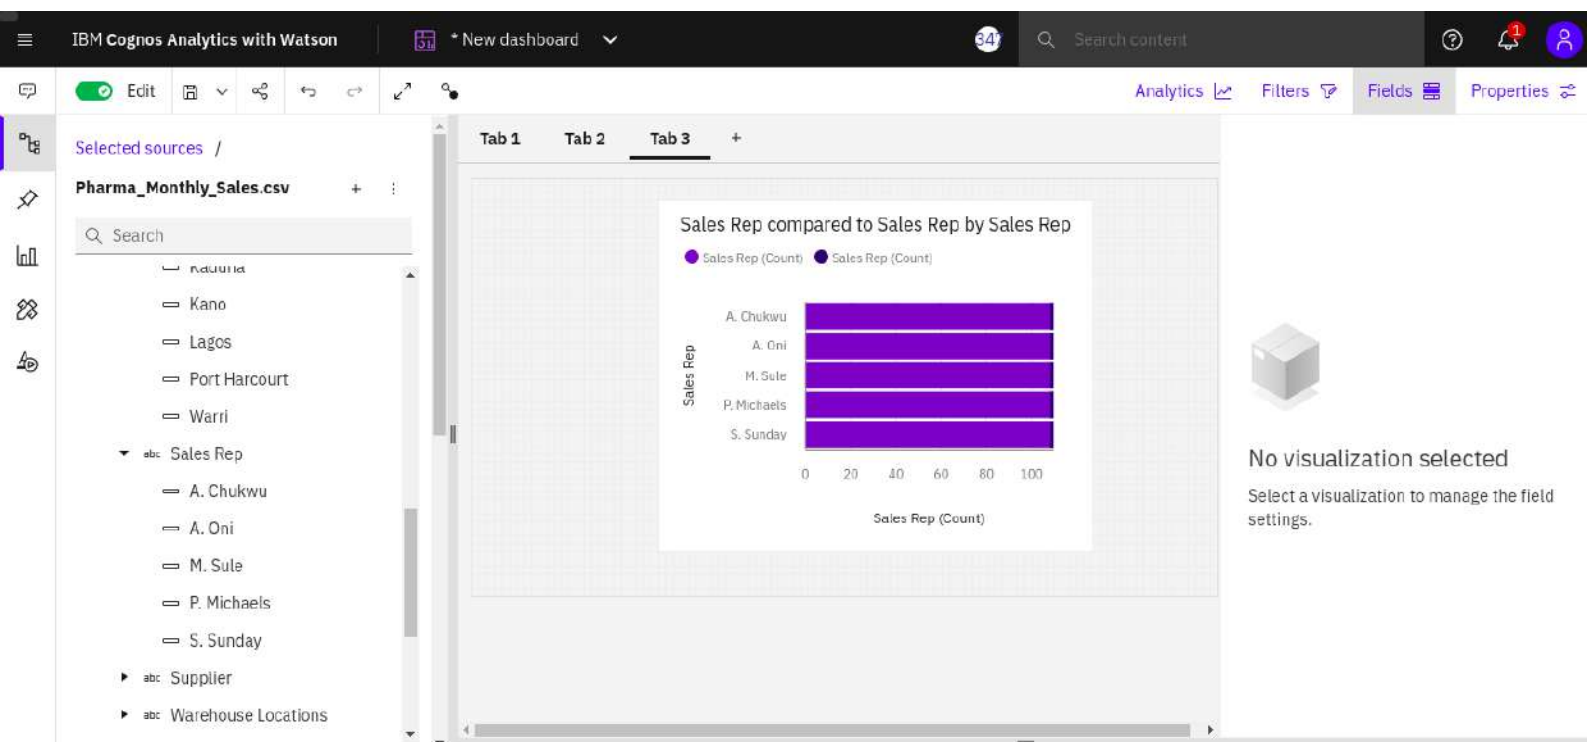 IBM Cognos Analytics with Watson
* New dashboard
347
Search content
1
Edit
Analytics
Filters
Fields
Properties
Selected sources /
Pharma_Monthly_Sales.csv
Search
Kaduna
Kano
Lagos
Port Harcourt
Warri
abc Sales Rep
A. Chukwu
A. Oni
M. Sule
P. Michaels
S. Sunday
abc Supplier
abc Warehouse Locations
Tab 1 Tab 2 Tab 3 +
Sales Rep compared to Sales Rep by Sales Rep
Sales Rep (Count) Sales Rep (Count)
Sales Rep
A. Chukwu
A. Oni
M. Sule
P. Michaels
S. Sunday
0 20 40 60 80 100
Sales Rep (Count)
No visualization selected
Select a visualization to manage the field
settings.